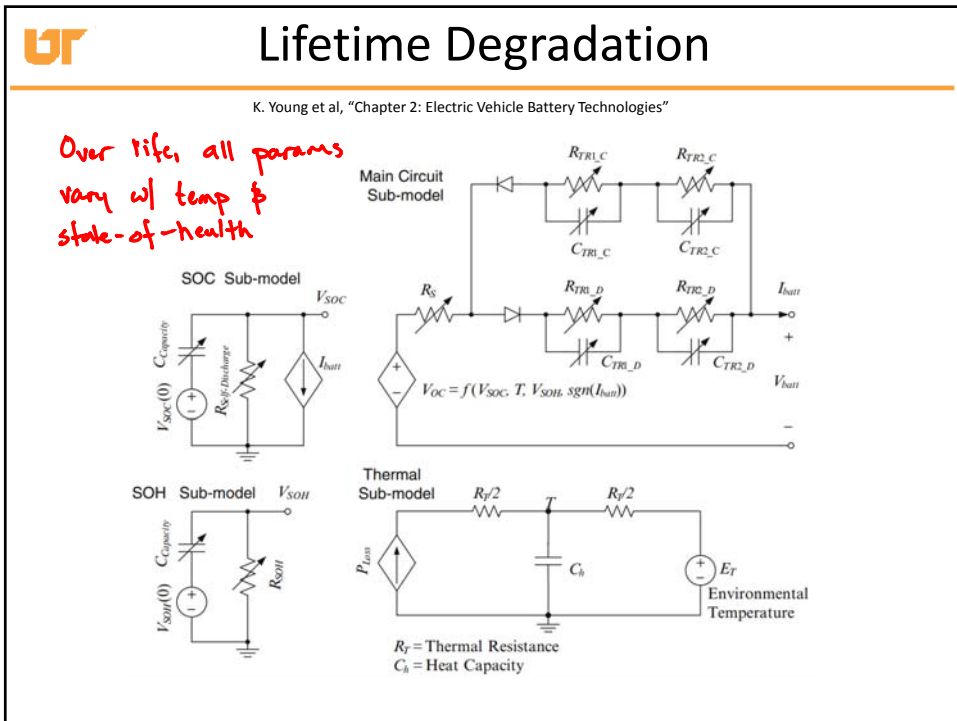 UT
Lifetime Degradation
K. Young et al, “Chapter 2: Electric Vehicle Battery Technologies”
Over life, all params
vary w/ temp &
state-of-health
Main Circuit
Sub-model
R_TR1_C
R_TR2_C
C_TR1_C
C_TR2_C
SOC Sub-model
V_SOC
C_Capacity
V_SOC(0)
+
−
R_Self-Discharge
I_batt
R_S
R_TR1_D
R_TR2_D
C_TR1_D
C_TR2_D
I_batt
+
V_batt
−
+
−
V_OC = f(V_SOC, T, V_SOH, sgn(I_batt))
SOH Sub-model
V_SOH
C_Capacity
V_SOH(0)
+
−
R_SOH
Thermal
Sub-model
R_T/2
T
R_T/2
P_Loss
C_h
+
−
E_T
Environmental
Temperature
R_T = Thermal Resistance
C_h = Heat Capacity